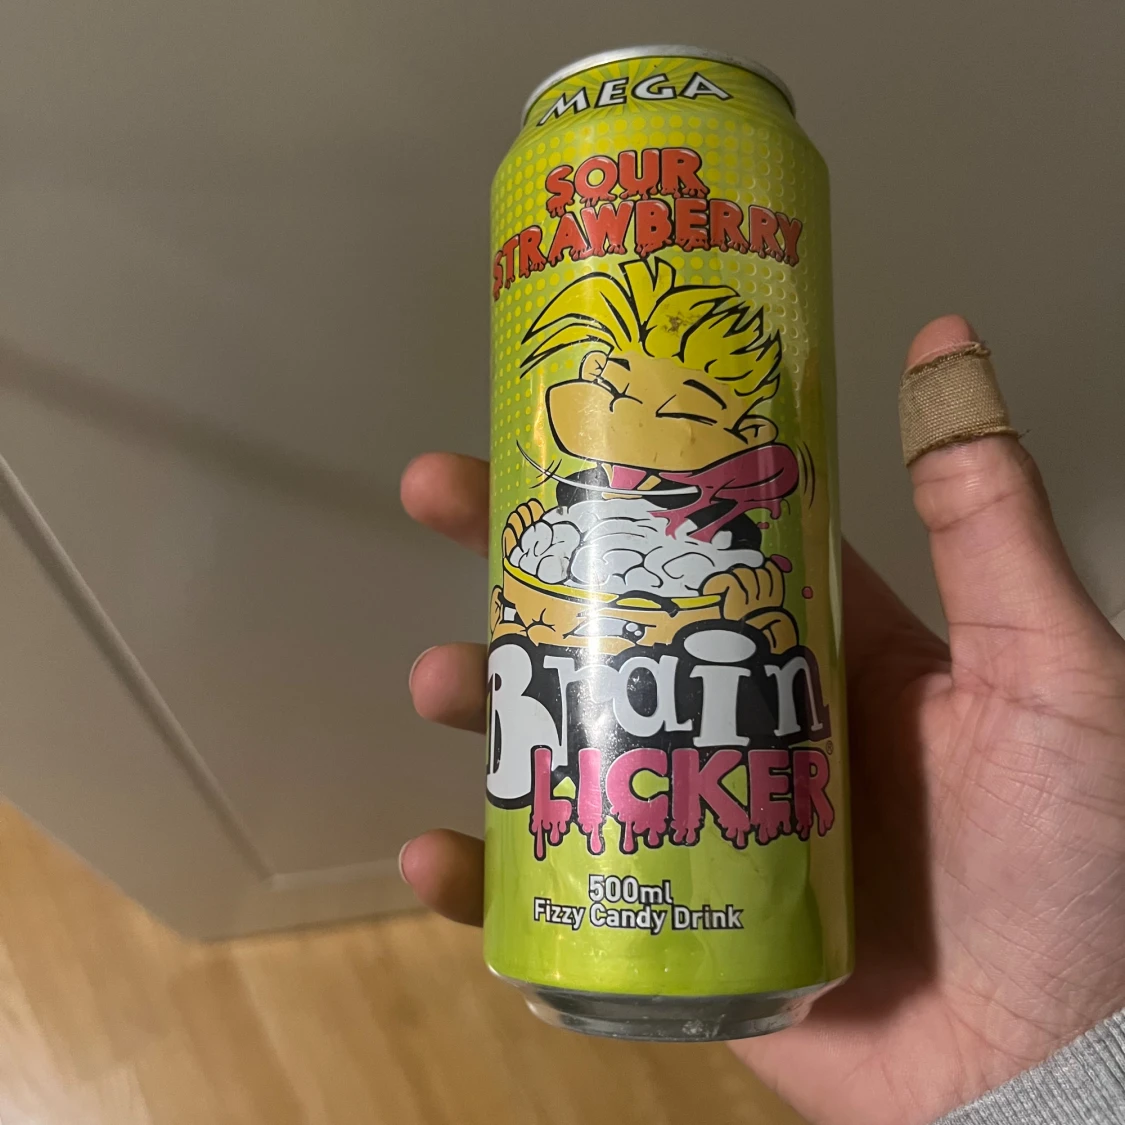 MEGA
SOUR
STRAWBERRY
Brain
LICKER®
500ml
Fizzy Candy Drink